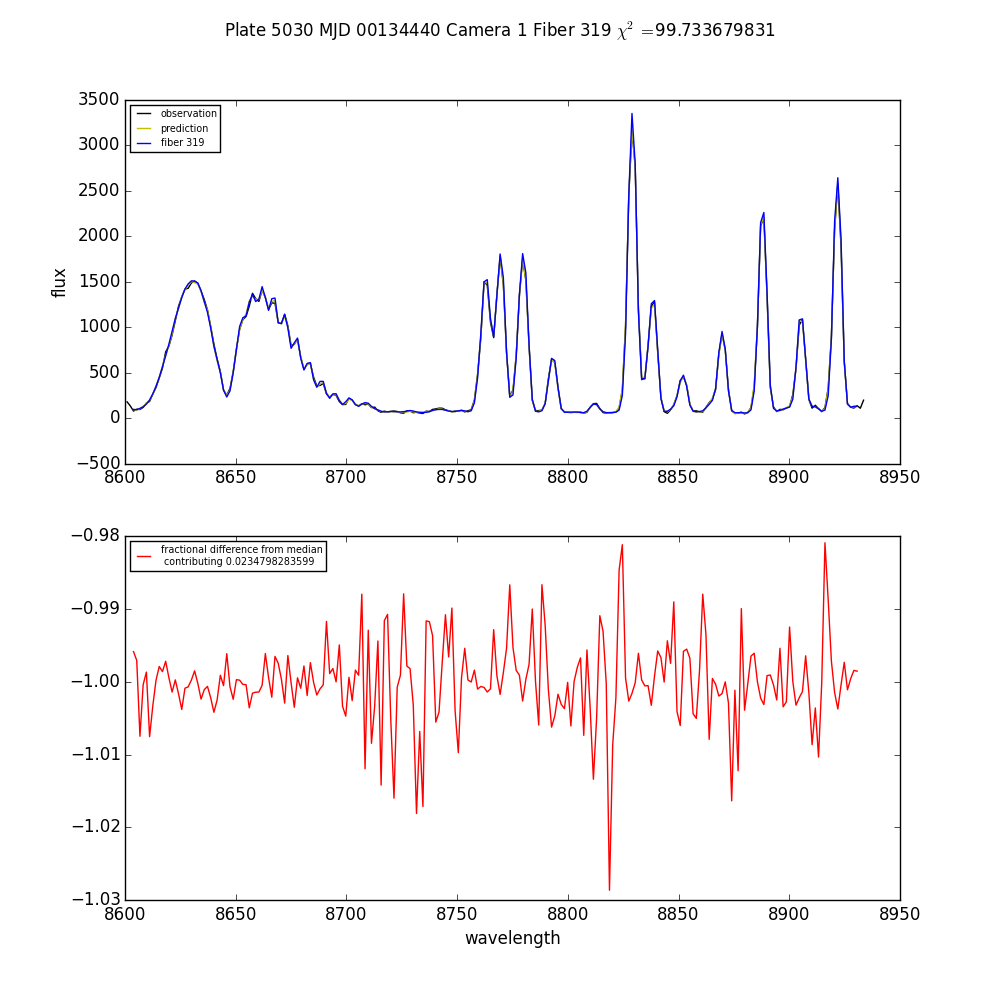 Plate 5030 MJD 00134440 Camera 1 Fiber 319 χ² =99.733679831
3500
3000
2500
2000
1500
1000
500
0
−500
flux
observation
prediction
fiber 319
8600 8650 8700 8750 8800 8850 8900 8950
−0.98
−0.99
−1.00
−1.01
−1.02
−1.03
fractional difference from median
contributing 0.0234798283599
8600 8650 8700 8750 8800 8850 8900 8950
wavelength